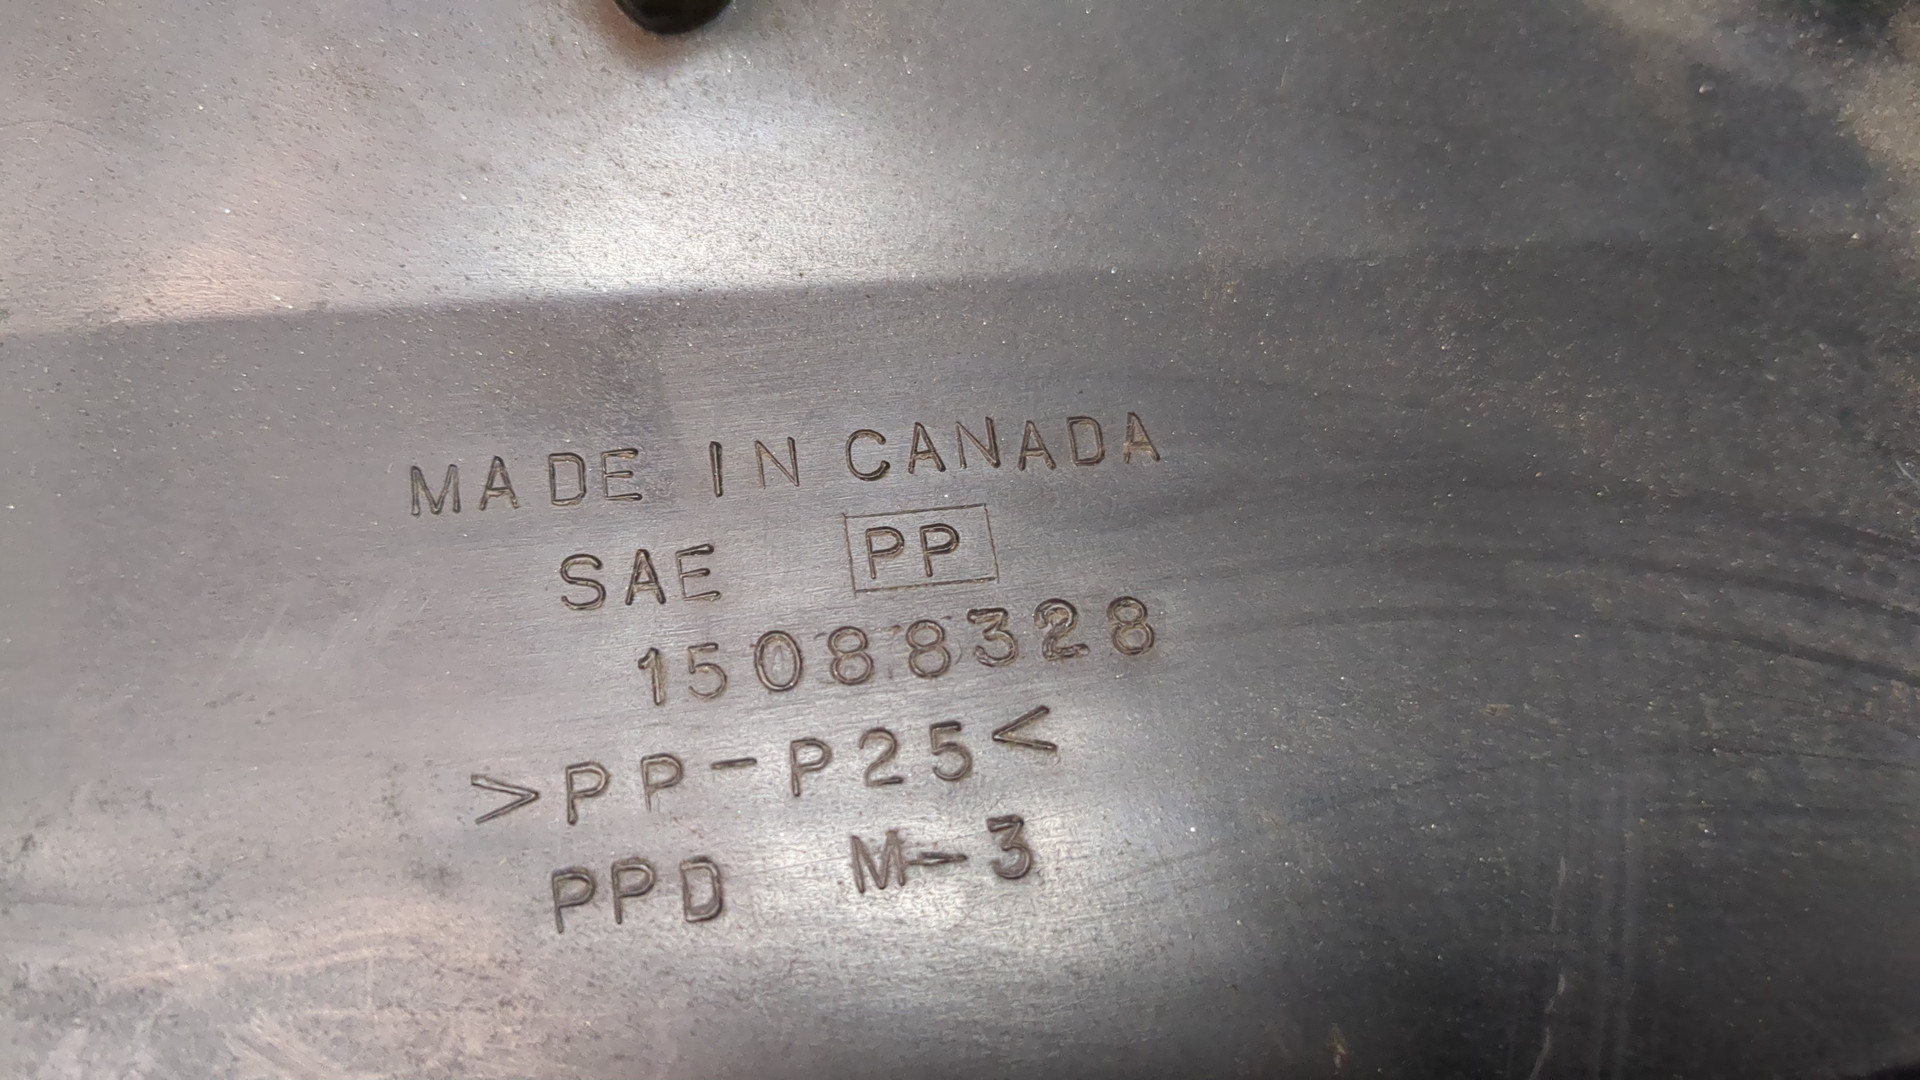 MADE IN CANADA
SAE PP
15088328
>PP-P25<
PPD M-3